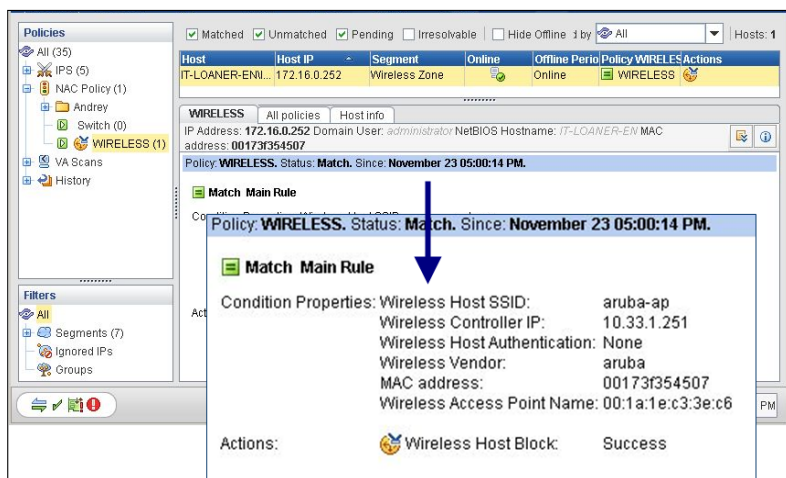 Policies
All (35)
IPS (5)
NAC Policy (1)
Andrey
Switch (0)
WIRELESS (1)
VA Scans
History
Filters
All
Segments (7)
Ignored IPs
Groups
Matched Unmatched Pending Irresolvable Hide Offline by All Hosts: 1
Host Host IP Segment Online Offline Perio Policy WIRELES Actions
IT-LOANER-ENI... 172.16.0.252 Wireless Zone Online WIRELESS
WIRELESS All policies Host info
IP Address: 172.16.0.252 Domain User: administrator NetBIOS Hostname: IT-LOANER-EN MAC
address: 00173f354507
Policy: WIRELESS. Status: Match. Since: November 23 05:00:14 PM.
Match Main Rule
Policy: WIRELESS. Status: Match. Since: November 23 05:00:14 PM.
Match Main Rule
Condition Properties: Wireless Host SSID: aruba-ap
Wireless Controller IP: 10.33.1.251
Wireless Host Authentication: None
Wireless Vendor: aruba
MAC address: 00173f354507
Wireless Access Point Name: 00:1a:1e:c3:3e:c6
Actions: Wireless Host Block: Success
Act
PM